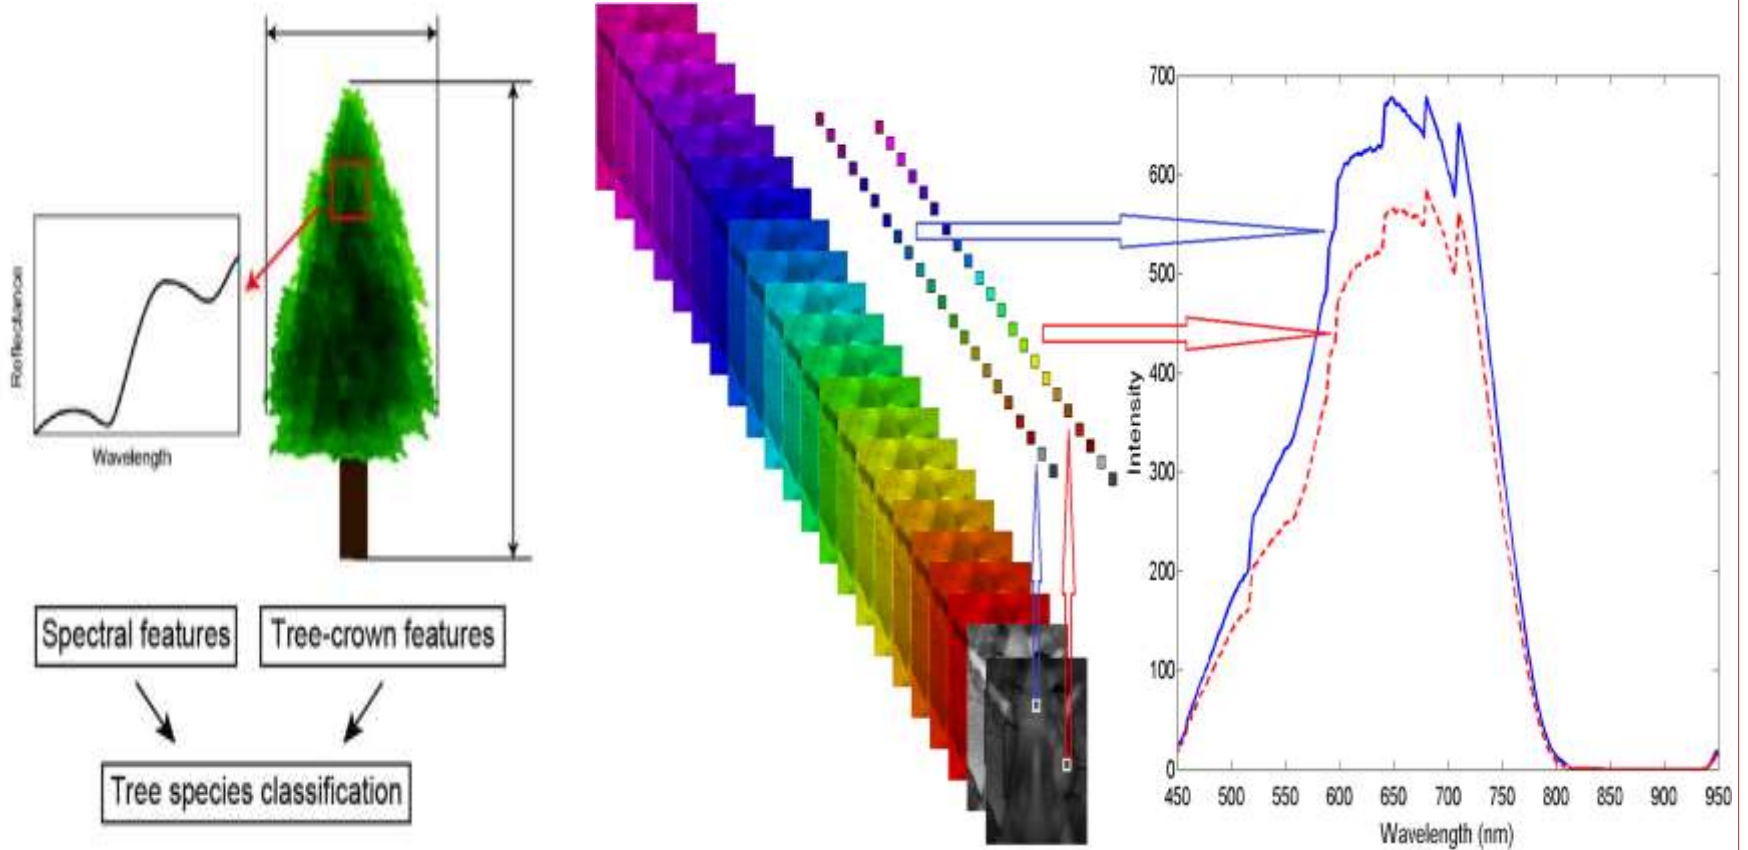 Reflectance
Wavelength
Spectral features
Tree-crown features
Tree species classification
700
600
500
400
300
200
100
0
Intensity
450 500 550 600 650 700 750 800 850 900 950
Wavelength (nm)